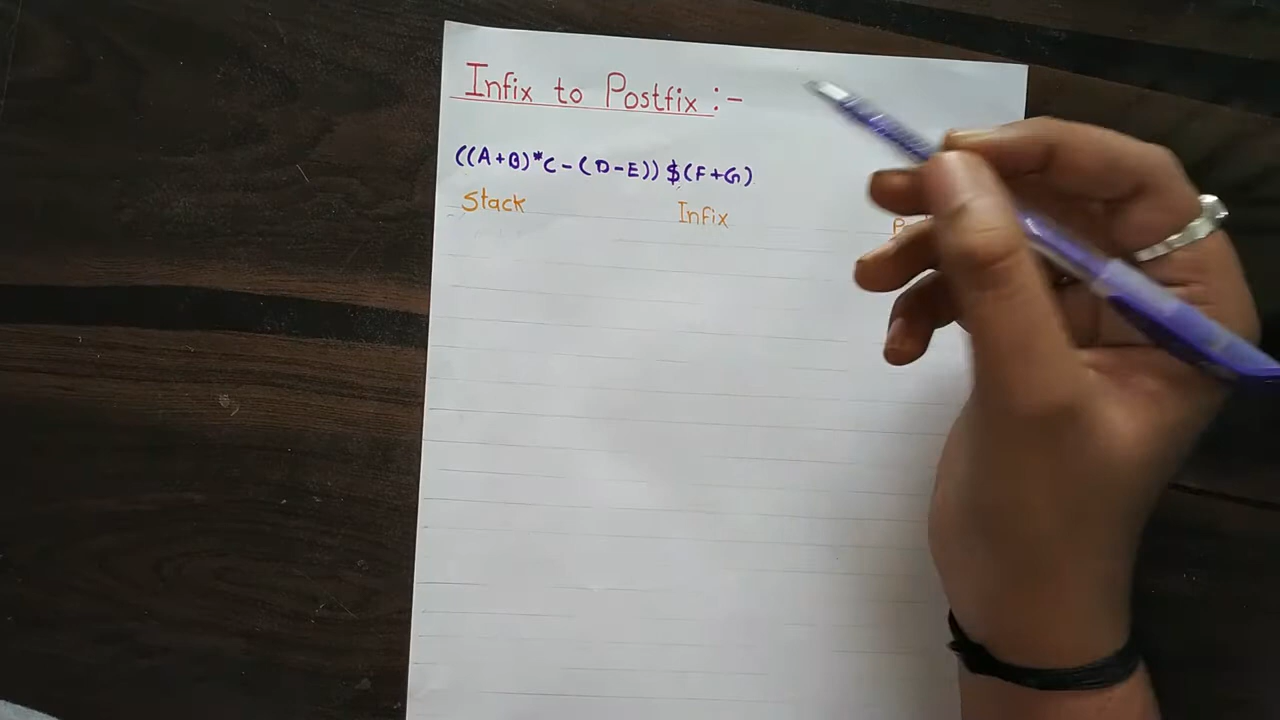 Infix to Postfix :-
((A+B)*C-(D-E))$(F+G)
Stack Infix